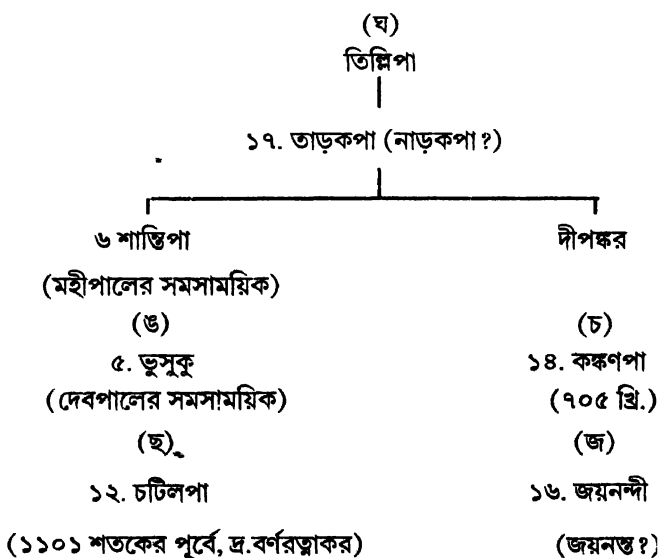 (ঘ)
তিল্লিপা
১৭. তাড়কপা (নাড়কপা?)
৬ শান্তিপা দীপঙ্কর
(মহীপালের সমসাময়িক)
(ঙ) (চ)
৫. ভুসুকু ১৪. কঙ্কণপা
(দেবপালের সমসাময়িক) (৭০৫ খ্রি.)
(ছ) (জ)
১২. চটিলপা ১৬. জয়নন্দী
(১১০১ শতকের পূর্বে, দ্র.বর্ণরত্নাকর) (জয়নন্ত?)